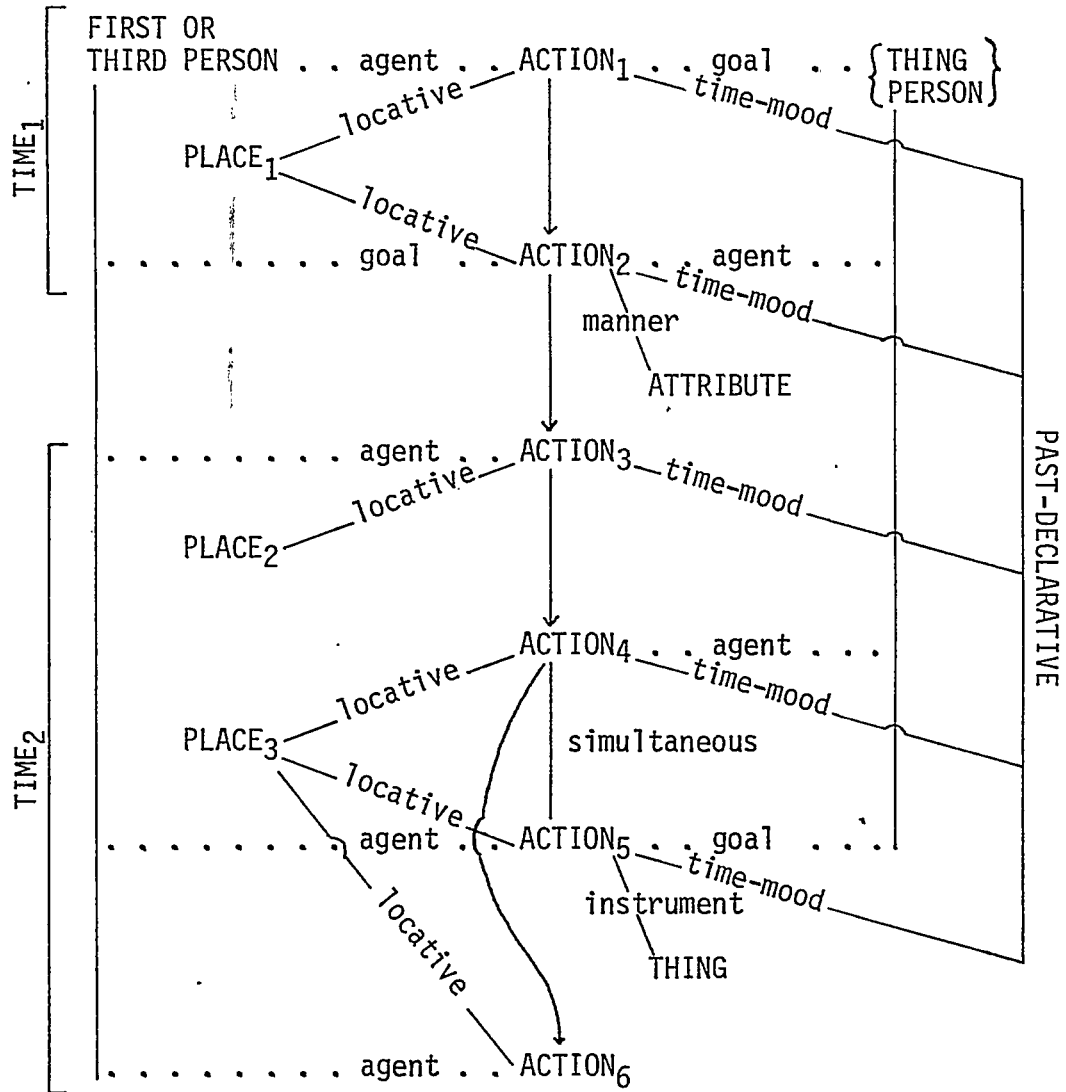 FIRST OR
THIRD PERSON . . agent . . ACTION₁ . . goal . . {THING
PERSON}
locative time-mood
TIME₁
PLACE₁
locative
. . . . . . . . goal . . ACTION₂ . . agent . . .
time-mood
manner
ATTRIBUTE
. . . . . . . . agent . . ACTION₃
locative time-mood
PLACE₂
PAST-DECLARATIVE
ACTION₄ . . agent . . .
locative time-mood
PLACE₃ simultaneous
TIME₂
locative
. . . . . . . . agent . . ACTION₅ . . goal . . .
time-mood
instrument
locative
THING
. . . . . . . . agent . . ACTION₆